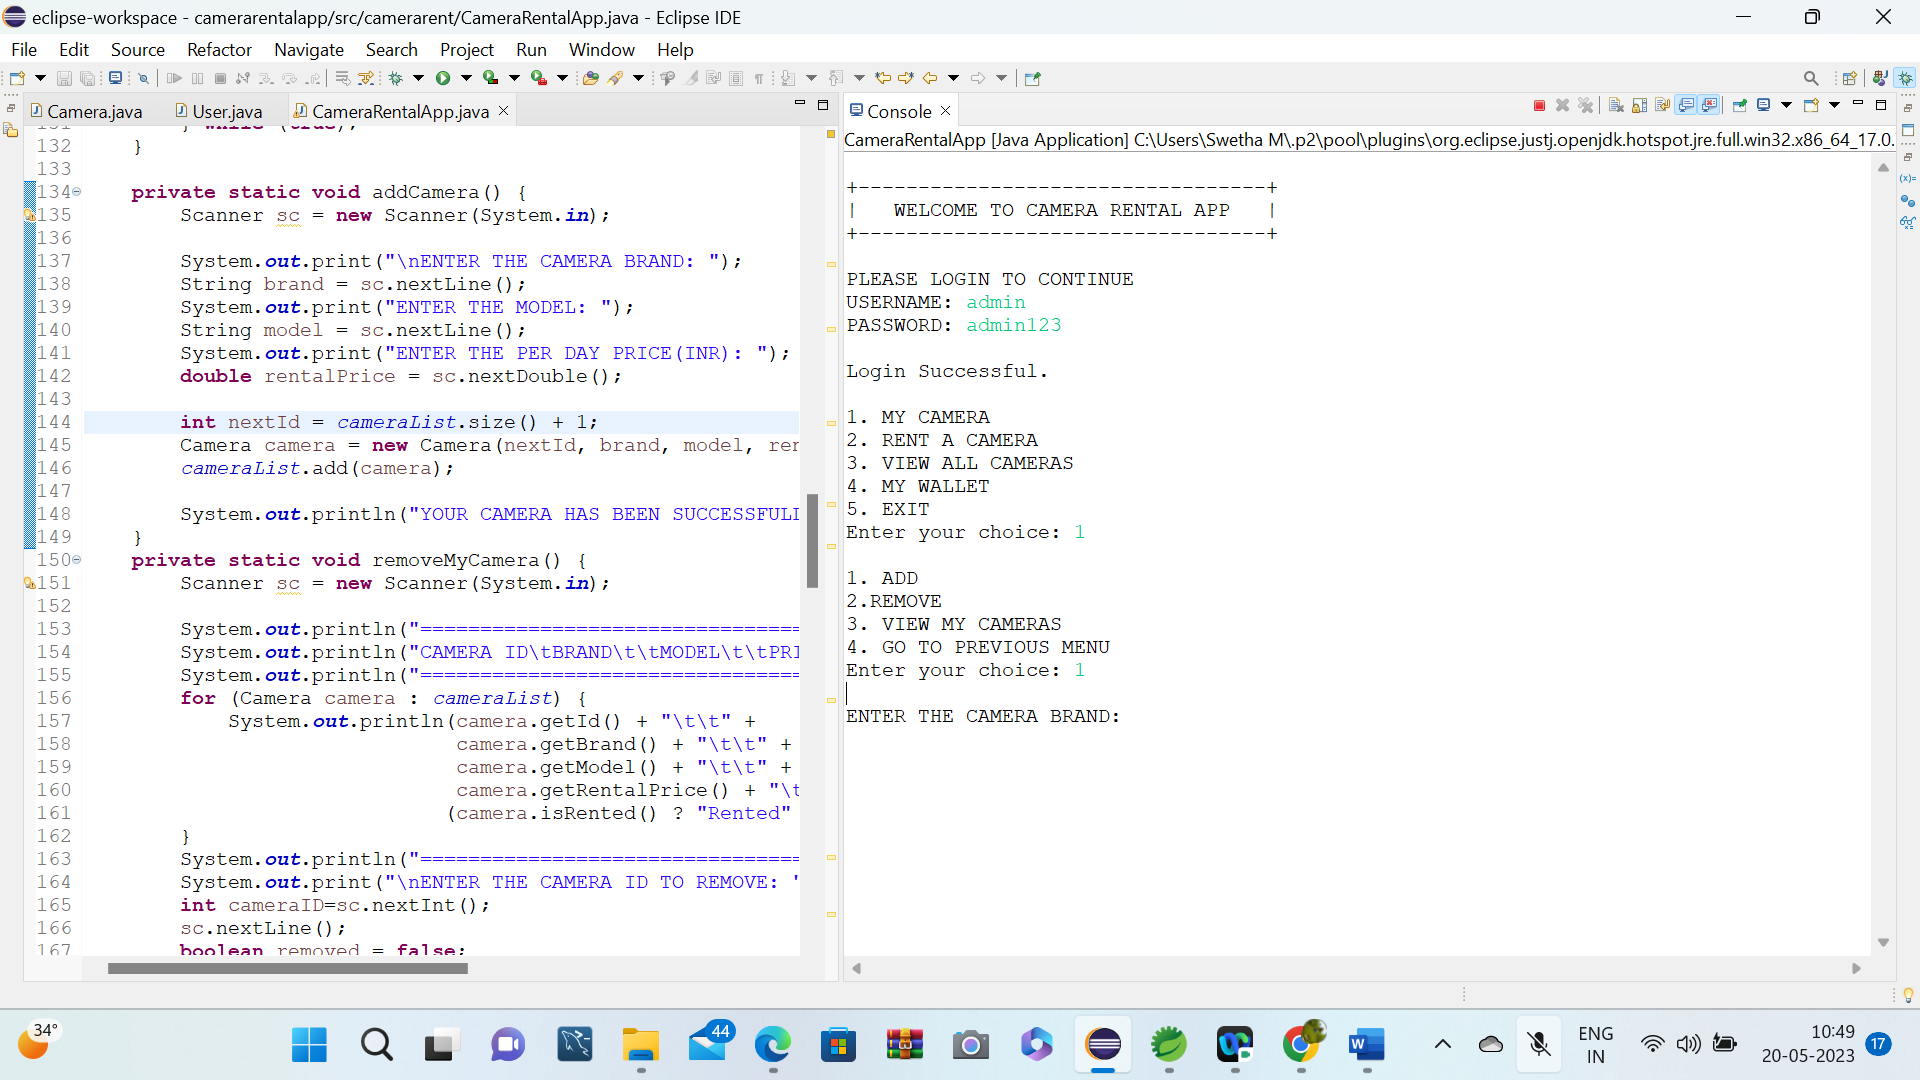 eclipse-workspace - camerarentalapp/src/camerarent/CameraRentalApp.java - Eclipse IDE
File Edit Source Refactor Navigate Search Project Run Window Help
Camera.java User.java CameraRentalApp.java
132 }
133
134 private static void addCamera() {
135 Scanner sc = new Scanner(System.in);
136
137 System.out.print("\nENTER THE CAMERA BRAND: ");
138 String brand = sc.nextLine();
139 System.out.print("ENTER THE MODEL: ");
140 String model = sc.nextLine();
141 System.out.print("ENTER THE PER DAY PRICE(INR): ");
142 double rentalPrice = sc.nextDouble();
143
144 int nextId = cameraList.size() + 1;
145 Camera camera = new Camera(nextId, brand, model, ren
146 cameraList.add(camera);
147
148 System.out.println("YOUR CAMERA HAS BEEN SUCCESSFULL
149 }
150 private static void removeMyCamera() {
151 Scanner sc = new Scanner(System.in);
152
153 System.out.println("================================
154 System.out.println("CAMERA ID\tBRAND\t\tMODEL\t\tPRI
155 System.out.println("================================
156 for (Camera camera : cameraList) {
157 System.out.println(camera.getId() + "\t\t" +
158 camera.getBrand() + "\t\t" +
159 camera.getModel() + "\t\t" +
160 camera.getRentalPrice() + "\t
161 (camera.isRented() ? "Rented"
162 }
163 System.out.println("================================
164 System.out.print("\nENTER THE CAMERA ID TO REMOVE: "
165 int cameraID=sc.nextInt();
166 sc.nextLine();
167 boolean removed = false;
Console
CameraRentalApp [Java Application] C:\Users\Swetha M\.p2\pool\plugins\org.eclipse.justj.openjdk.hotspot.jre.full.win32.x86_64_17.0.
+----------------------------------+
| WELCOME TO CAMERA RENTAL APP |
+----------------------------------+
PLEASE LOGIN TO CONTINUE
USERNAME: admin
PASSWORD: admin123
Login Successful.
1. MY CAMERA
2. RENT A CAMERA
3. VIEW ALL CAMERAS
4. MY WALLET
5. EXIT
Enter your choice: 1
1. ADD
2.REMOVE
3. VIEW MY CAMERAS
4. GO TO PREVIOUS MENU
Enter your choice: 1
ENTER THE CAMERA BRAND:
34°
44
ENG
IN
10:49
20-05-2023
17